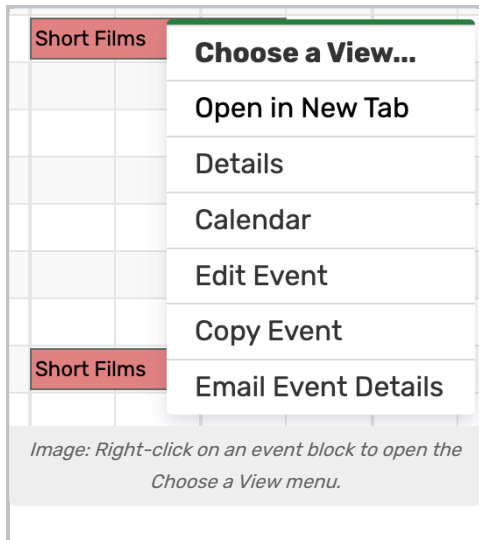 Short Films
Choose a View...
Open in New Tab
Details
Calendar
Edit Event
Copy Event
Short Films
Email Event Details
Image: Right-click on an event block to open the
Choose a View menu.